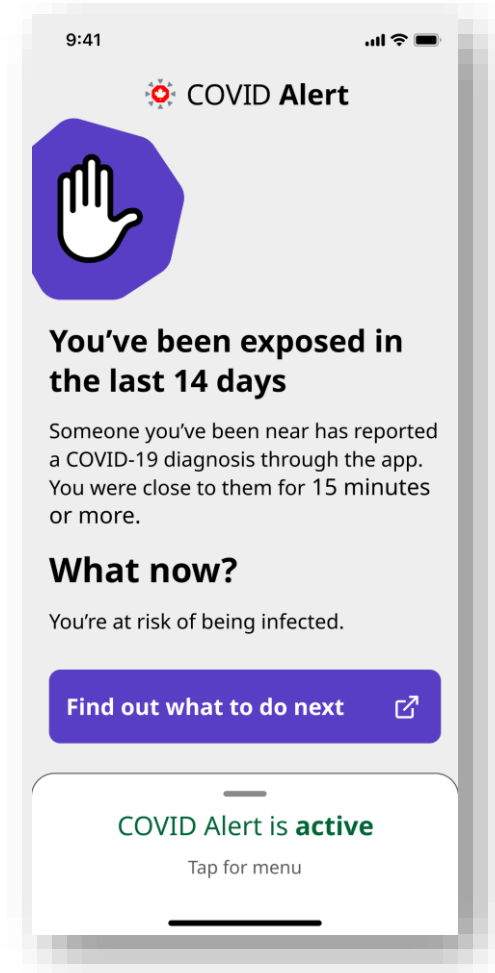 9:41
COVID Alert
You’ve been exposed in
the last 14 days
Someone you’ve been near has reported
a COVID-19 diagnosis through the app.
You were close to them for 15 minutes
or more.
What now?
You’re at risk of being infected.
Find out what to do next
COVID Alert is active
Tap for menu